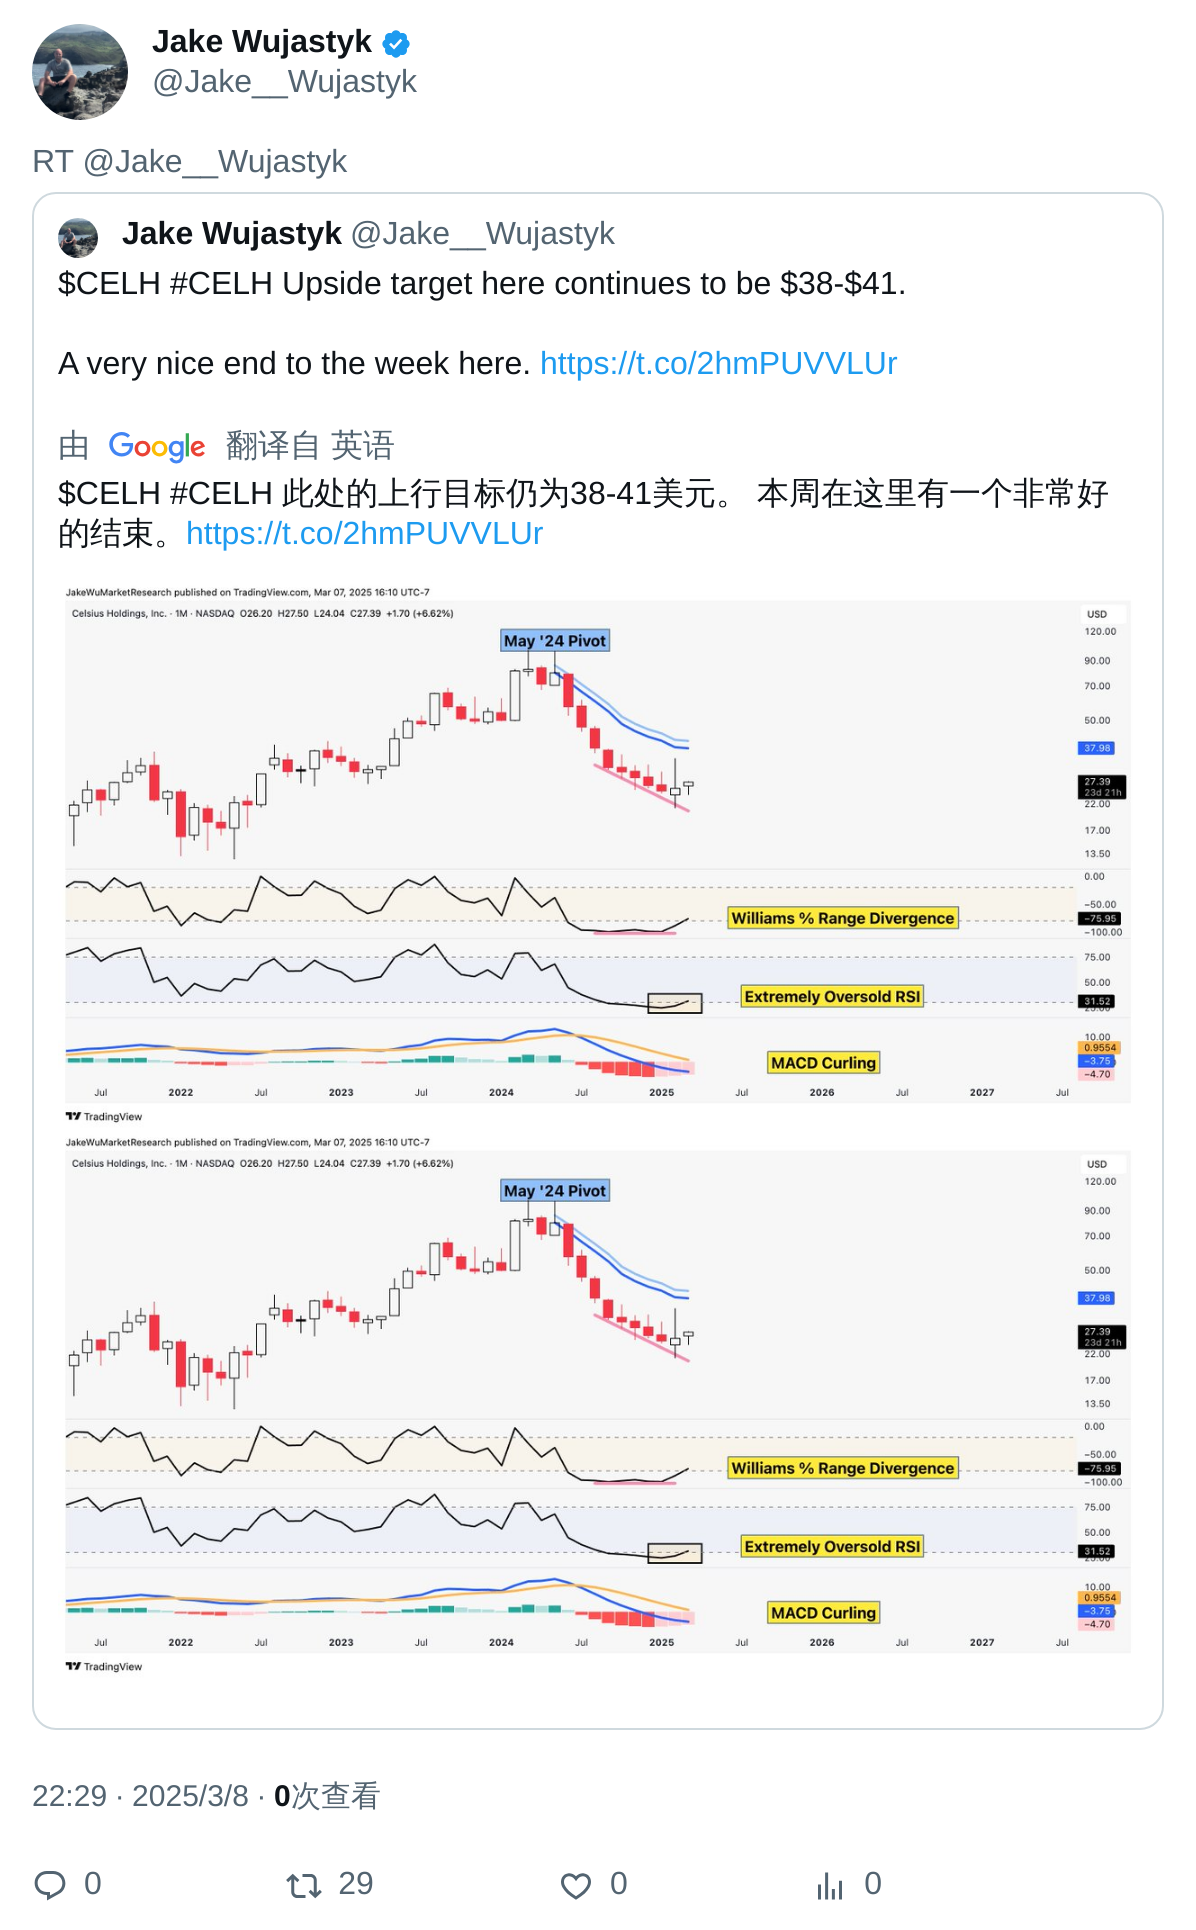 Jake Wujastyk
@Jake__Wujastyk
RT @Jake__Wujastyk
Jake Wujastyk @Jake__Wujastyk
$CELH #CELH Upside target here continues to be $38-$41.
A very nice end to the week here. https://t.co/2hmPUVVLUr
由 Google 翻译自 英语
$CELH #CELH 此处的上行目标仍为38-41美元。 本周在这里有一个非常好
的结束。https://t.co/2hmPUVVLUr
JakeWuMarketResearch published on TradingView.com, Mar 07, 2025 16:10 UTC-7
Celsius Holdings, Inc. · 1M · NASDAQ O26.20 H27.50 L24.04 C27.39 +1.70 (+6.62%)
USD
May '24 Pivot
120.00
90.00
70.00
50.00
37.98
27.39
23d 21h
22.00
17.00
13.50
0.00
−50.00
Williams % Range Divergence
−75.95
−100.00
75.00
50.00
Extremely Oversold RSI
31.52
10.00
0.9554
MACD Curling
−3.75
−4.70
Jul 2022 Jul 2023 Jul 2024 Jul 2025 Jul 2026 Jul 2027 Jul
TradingView
JakeWuMarketResearch published on TradingView.com, Mar 07, 2025 16:10 UTC-7
Celsius Holdings, Inc. · 1M · NASDAQ O26.20 H27.50 L24.04 C27.39 +1.70 (+6.62%)
USD
May '24 Pivot
120.00
90.00
70.00
50.00
37.98
27.39
23d 21h
22.00
17.00
13.50
0.00
−50.00
Williams % Range Divergence
−75.95
−100.00
75.00
50.00
Extremely Oversold RSI
31.52
10.00
0.9554
MACD Curling
−3.75
−4.70
Jul 2022 Jul 2023 Jul 2024 Jul 2025 Jul 2026 Jul 2027 Jul
TradingView
22:29 · 2025/3/8 · 0次查看
0 29 0 0